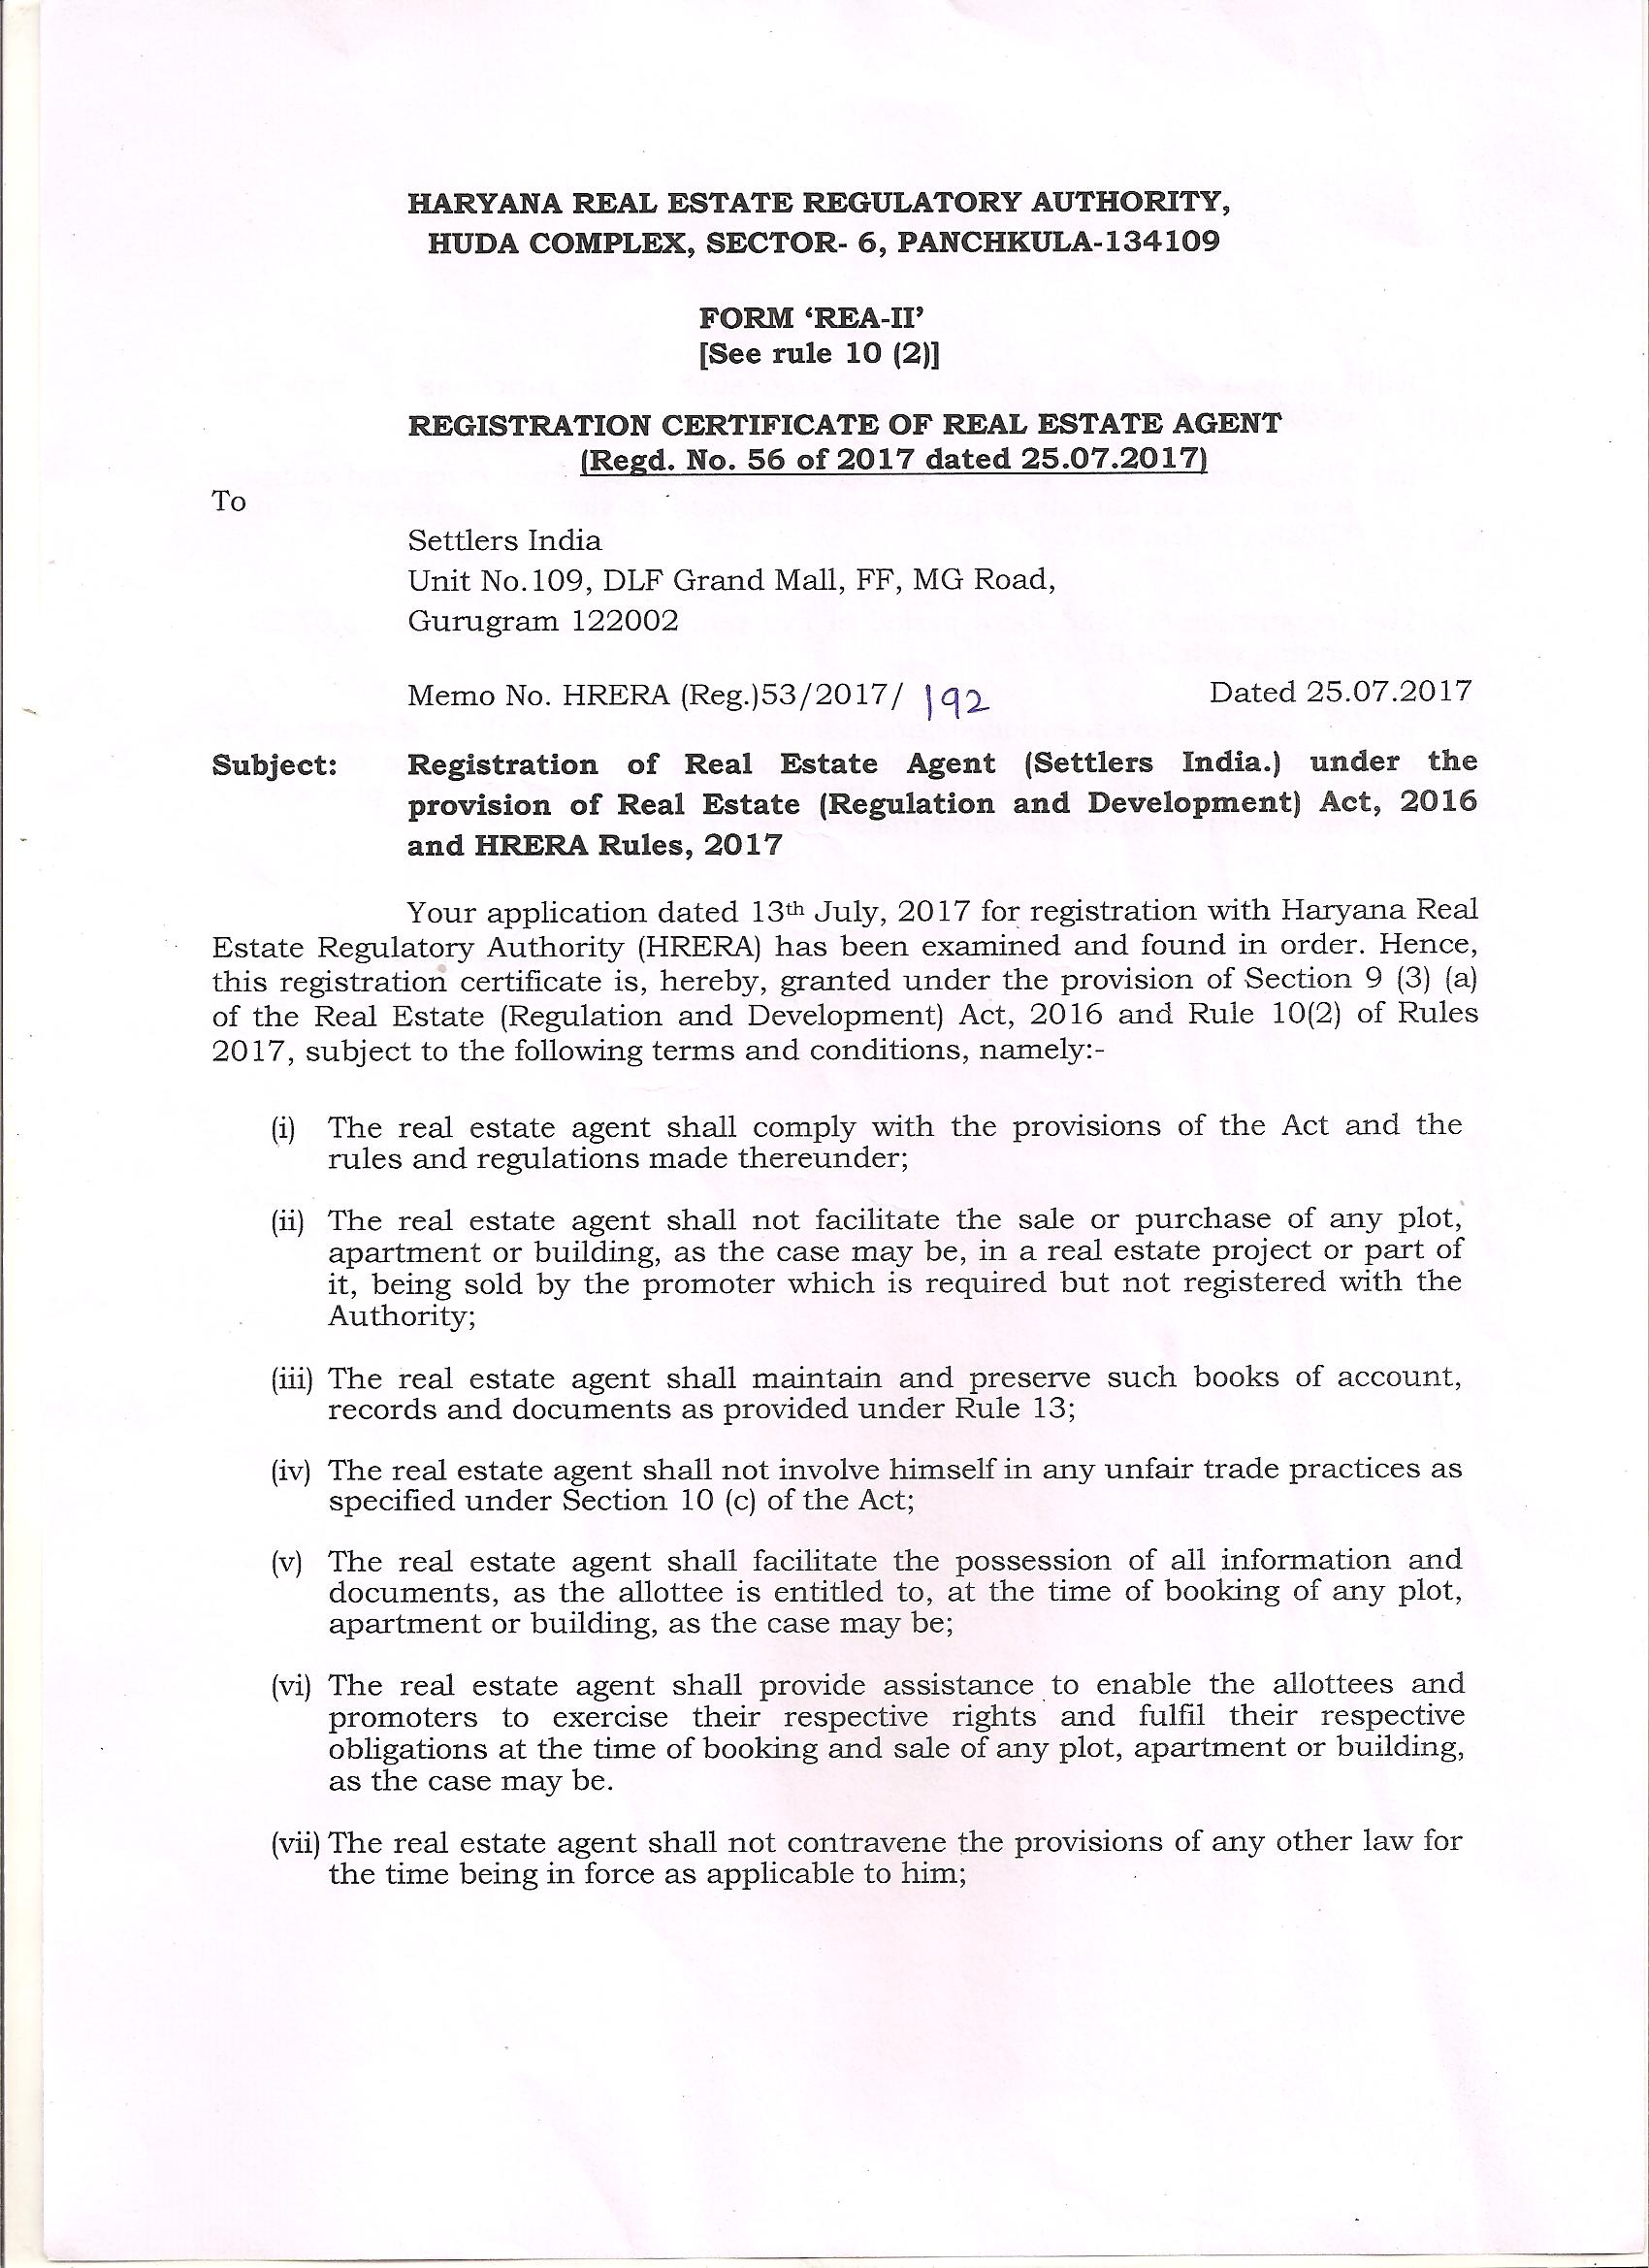 HARYANA REAL ESTATE REGULATORY AUTHORITY,
HUDA COMPLEX, SECTOR- 6, PANCHKULA-134109
FORM ‘REA-II’
[See rule 10 (2)]
REGISTRATION CERTIFICATE OF REAL ESTATE AGENT
(Regd. No. 56 of 2017 dated 25.07.2017)
To
Settlers India
Unit No.109, DLF Grand Mall, FF, MG Road,
Gurugram 122002
Memo No. HRERA (Reg.)53/2017/ 192 Dated 25.07.2017
Subject: Registration of Real Estate Agent (Settlers India.) under the
provision of Real Estate (Regulation and Development) Act, 2016
and HRERA Rules, 2017
Your application dated 13th July, 2017 for registration with Haryana Real
Estate Regulatory Authority (HRERA) has been examined and found in order. Hence,
this registration certificate is, hereby, granted under the provision of Section 9 (3) (a)
of the Real Estate (Regulation and Development) Act, 2016 and Rule 10(2) of Rules
2017, subject to the following terms and conditions, namely:-
(i) The real estate agent shall comply with the provisions of the Act and the
rules and regulations made thereunder;
(ii) The real estate agent shall not facilitate the sale or purchase of any plot,
apartment or building, as the case may be, in a real estate project or part of
it, being sold by the promoter which is required but not registered with the
Authority;
(iii) The real estate agent shall maintain and preserve such books of account,
records and documents as provided under Rule 13;
(iv) The real estate agent shall not involve himself in any unfair trade practices as
specified under Section 10 (c) of the Act;
(v) The real estate agent shall facilitate the possession of all information and
documents, as the allottee is entitled to, at the time of booking of any plot,
apartment or building, as the case may be;
(vi) The real estate agent shall provide assistance to enable the allottees and
promoters to exercise their respective rights and fulfil their respective
obligations at the time of booking and sale of any plot, apartment or building,
as the case may be.
(vii) The real estate agent shall not contravene the provisions of any other law for
the time being in force as applicable to him;